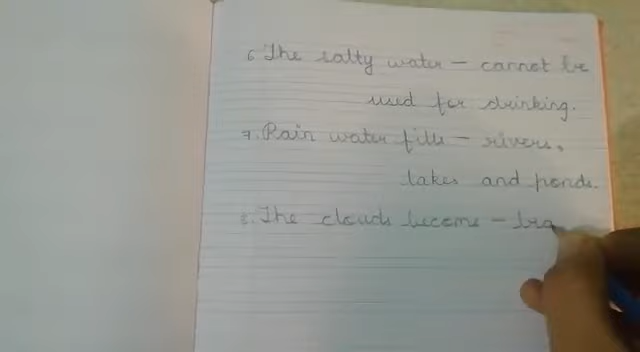 6. The salty water – cannot be
used for drinking.
7. Rain water fills – rivers,
lakes and ponds.
8. The clouds become –